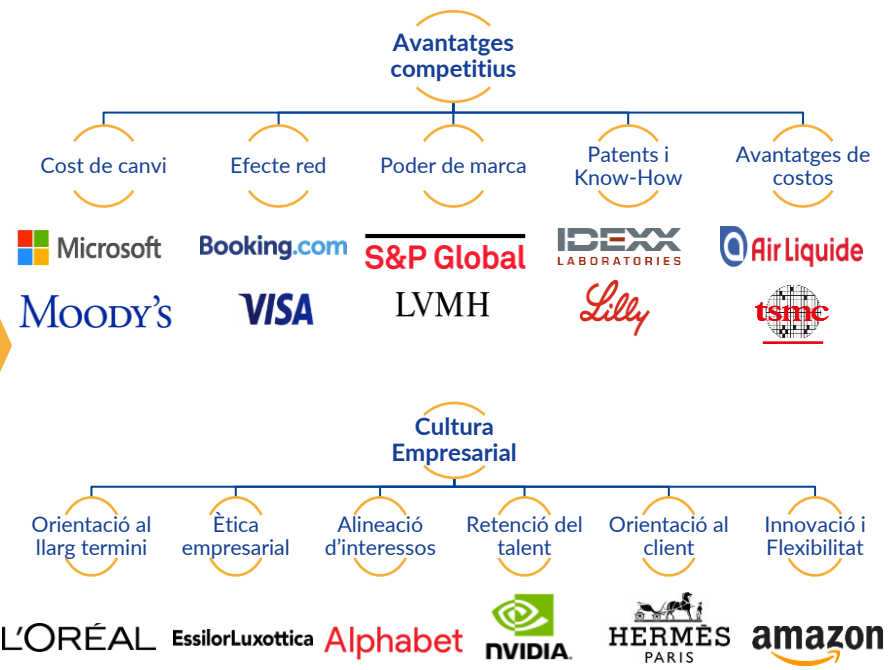 Avantatges
competitius
Cost de canvi
Efecte red
Poder de marca
Patents i
Know-How
Avantatges de
costos
Microsoft
Booking.com
S&P Global
IDEXX
LABORATORIES
Air Liquide
MOODY'S
VISA
LVMH
Lilly
tsmc
Cultura
Empresarial
Orientació al
llarg termini
Ètica
empresarial
Alineació
d'interessos
Retenció del
talent
Orientació al
client
Innovació i
Flexibilitat
L'ORÉAL
EssilorLuxottica
Alphabet
NVIDIA.
HERMÈS
PARIS
amazon